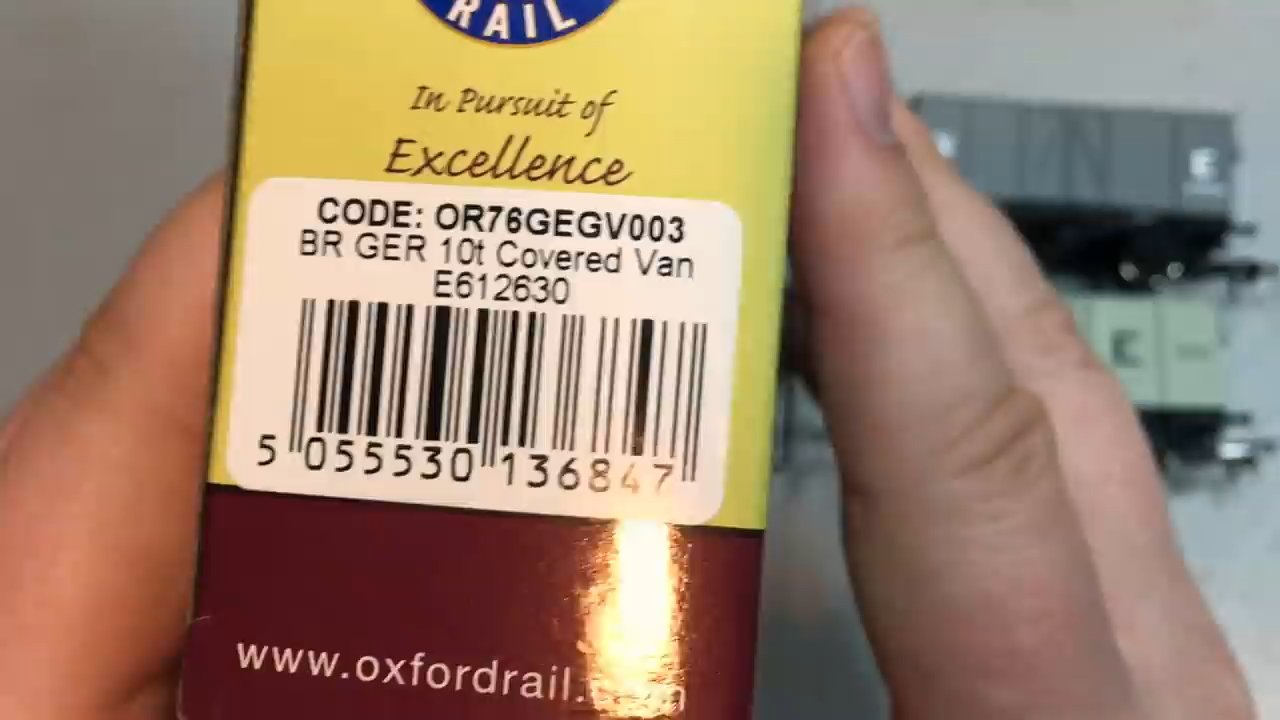 RAIL
In Pursuit of
Excellence
CODE: OR76GEGV003
BR GER 10t Covered Van
E612630
5 055530 136847
www.oxfordrail.com
N E
E